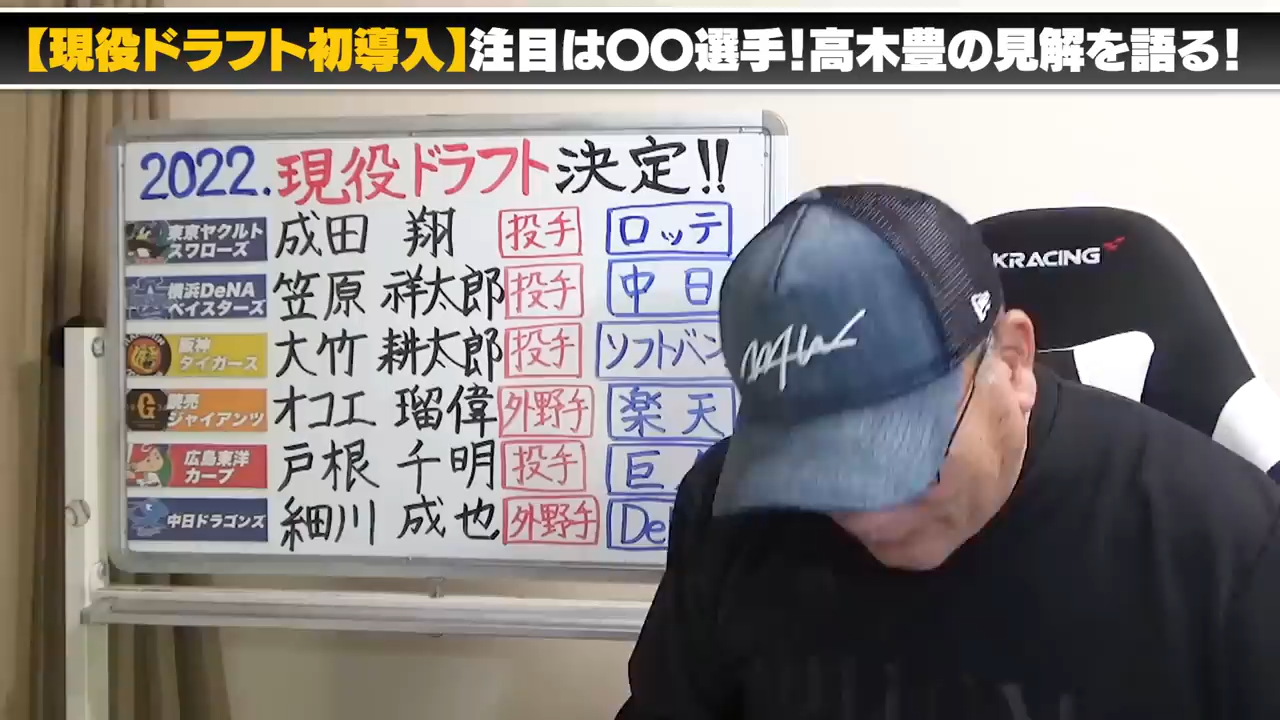 【現役ドラフト初導入】注目は〇〇選手!高木豊の見解を語る!
2022.現役ドラフト決定!!
東京ヤクルトスワローズ 成田 翔 投手 ロッテ
横浜DeNAベイスターズ 笠原 祥太郎 投手 中日
阪神タイガース 大竹 耕太郎 投手 ソフトバン
読売ジャイアンツ オコエ 瑠偉 外野手 楽天
広島東洋カープ 戸根 千明 投手 巨
中日ドラゴンズ 細川 成也 外野手 De
KRACING